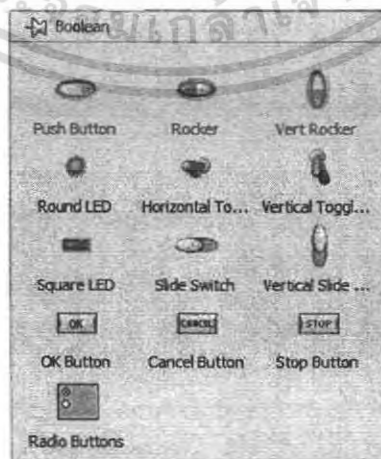 Boolean
Push Button Rocker Vert Rocker
Round LED Horizontal To... Vertical Toggl...
Square LED Slide Switch Vertical Slide ...
OK CANCEL STOP
OK Button Cancel Button Stop Button
Radio Buttons